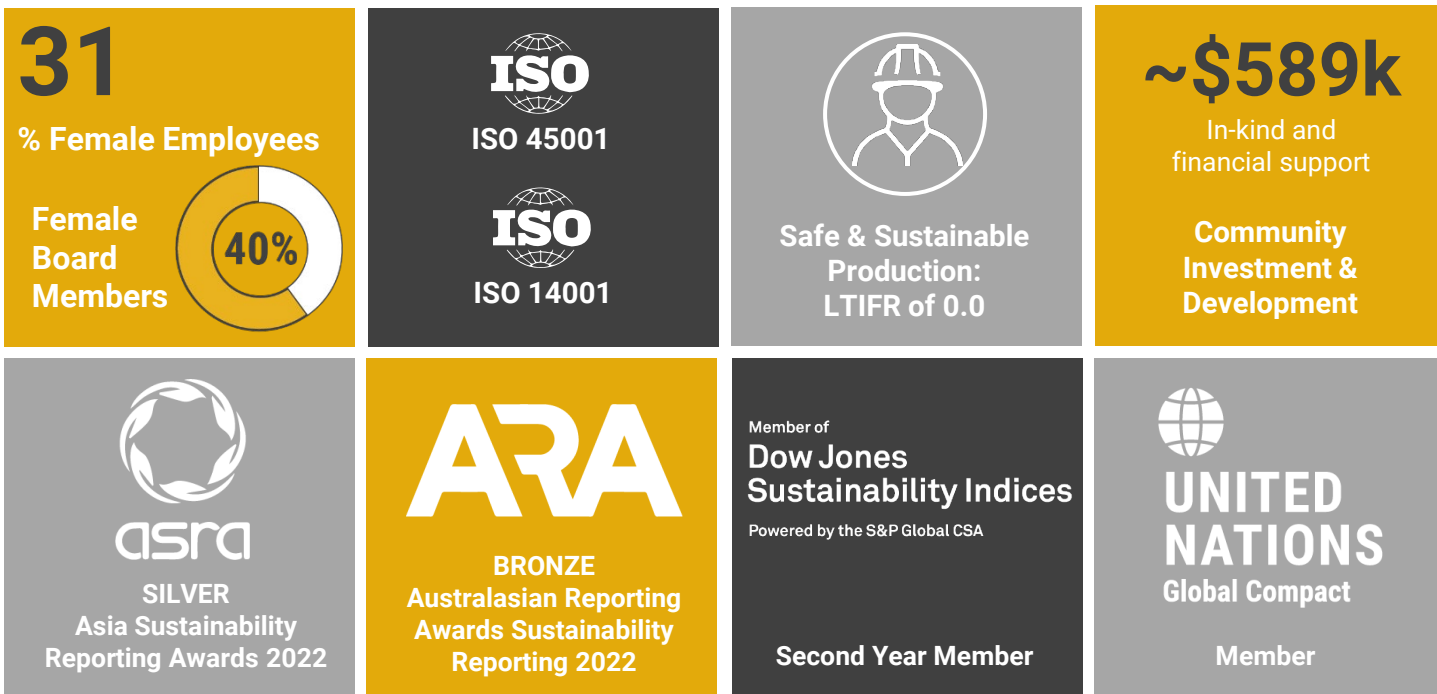 31
% Female Employees
Female
Board
Members
40%
ISO
ISO 45001
ISO
ISO 14001
Safe & Sustainable
Production:
LTIFR of 0.0
~$589k
In-kind and
financial support
Community
Investment &
Development
asra
SILVER
Asia Sustainability
Reporting Awards 2022
ARA
BRONZE
Australasian Reporting
Awards Sustainability
Reporting 2022
Member of
Dow Jones
Sustainability Indices
Powered by the S&P Global CSA
Second Year Member
UNITED
NATIONS
Global Compact
Member